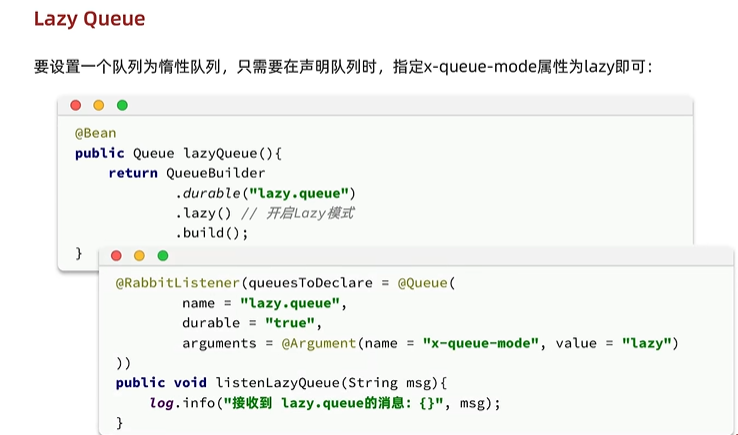 Lazy Queue
要设置一个队列为惰性队列，只需要在声明队列时，指定x-queue-mode属性为lazy即可：
@Bean
public Queue lazyQueue(){
return QueueBuilder
.durable("lazy.queue")
.lazy() // 开启Lazy模式
.build();
}
@RabbitListener(queuesToDeclare = @Queue(
name = "lazy.queue",
durable = "true",
arguments = @Argument(name = "x-queue-mode", value = "lazy")
))
public void listenLazyQueue(String msg){
log.info("接收到 lazy.queue的消息：{}", msg);
}